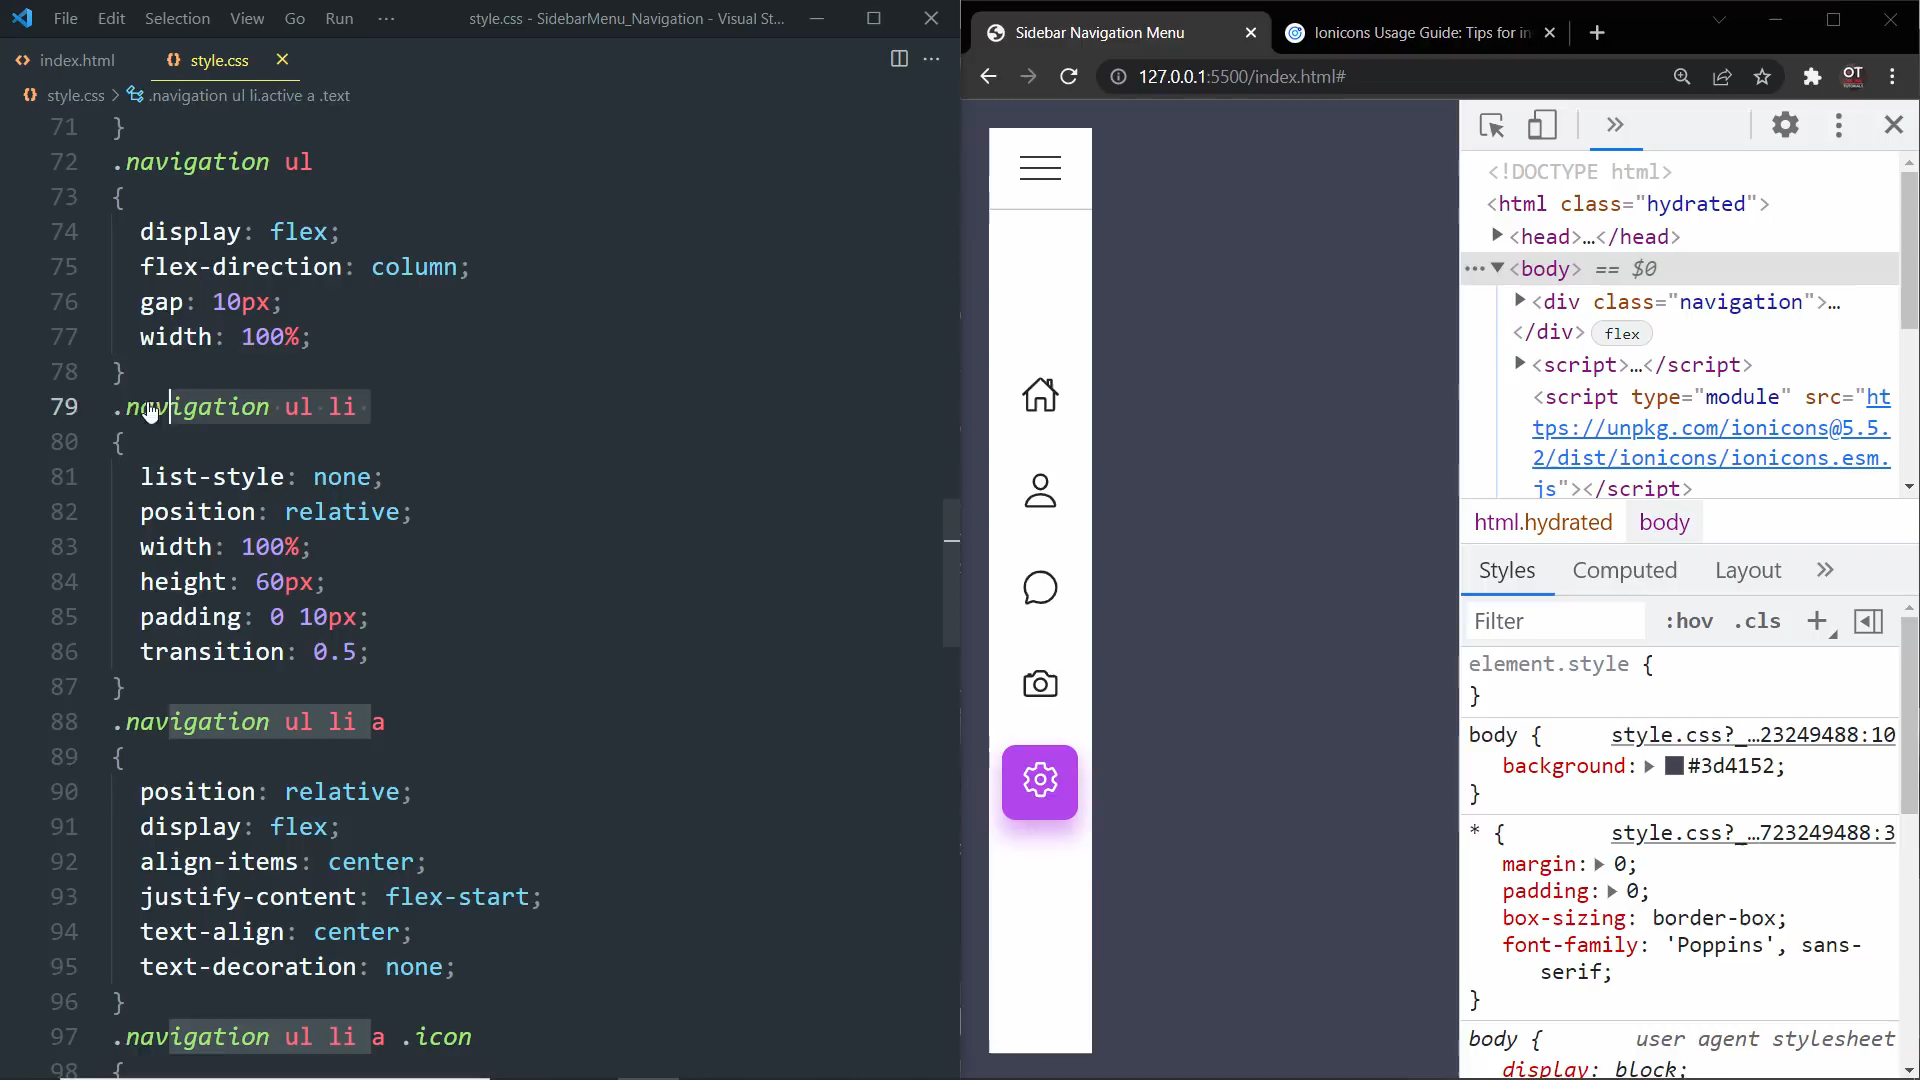 File Edit Selection View Go Run ··· style.css - SidebarMenu_Navigation - Visual St...
index.html style.css
style.css > .navigation ul li.active a .text
71 }
72 .navigation ul
73 {
74 display: flex;
75 flex-direction: column;
76 gap: 10px;
77 width: 100%;
78 }
79 .navigation ul li
80 {
81 list-style: none;
82 position: relative;
83 width: 100%;
84 height: 60px;
85 padding: 0 10px;
86 transition: 0.5;
87 }
88 .navigation ul li a
89 {
90 position: relative;
91 display: flex;
92 align-items: center;
93 justify-content: flex-start;
94 text-align: center;
95 text-decoration: none;
96 }
97 .navigation ul li a .icon
98 {
Sidebar Navigation Menu Ionicons Usage Guide: Tips for in
127.0.0.1:5500/index.html# OT
<!DOCTYPE html>
<html class="hydrated">
<head>…</head>
<body> == $0
<div class="navigation">…
</div> flex
<script>…</script>
<script type="module" src="ht
tps://unpkg.com/ionicons@5.5.
2/dist/ionicons/ionicons.esm.
js"></script>
html.hydrated body
Styles Computed Layout
Filter :hov .cls
element.style {
}
body { style.css?_…23249488:10
background: #3d4152;
}
* { style.css?_…723249488:3
margin: 0;
padding: 0;
box-sizing: border-box;
font-family: 'Poppins', sans-
serif;
}
body { user agent stylesheet
display: block;